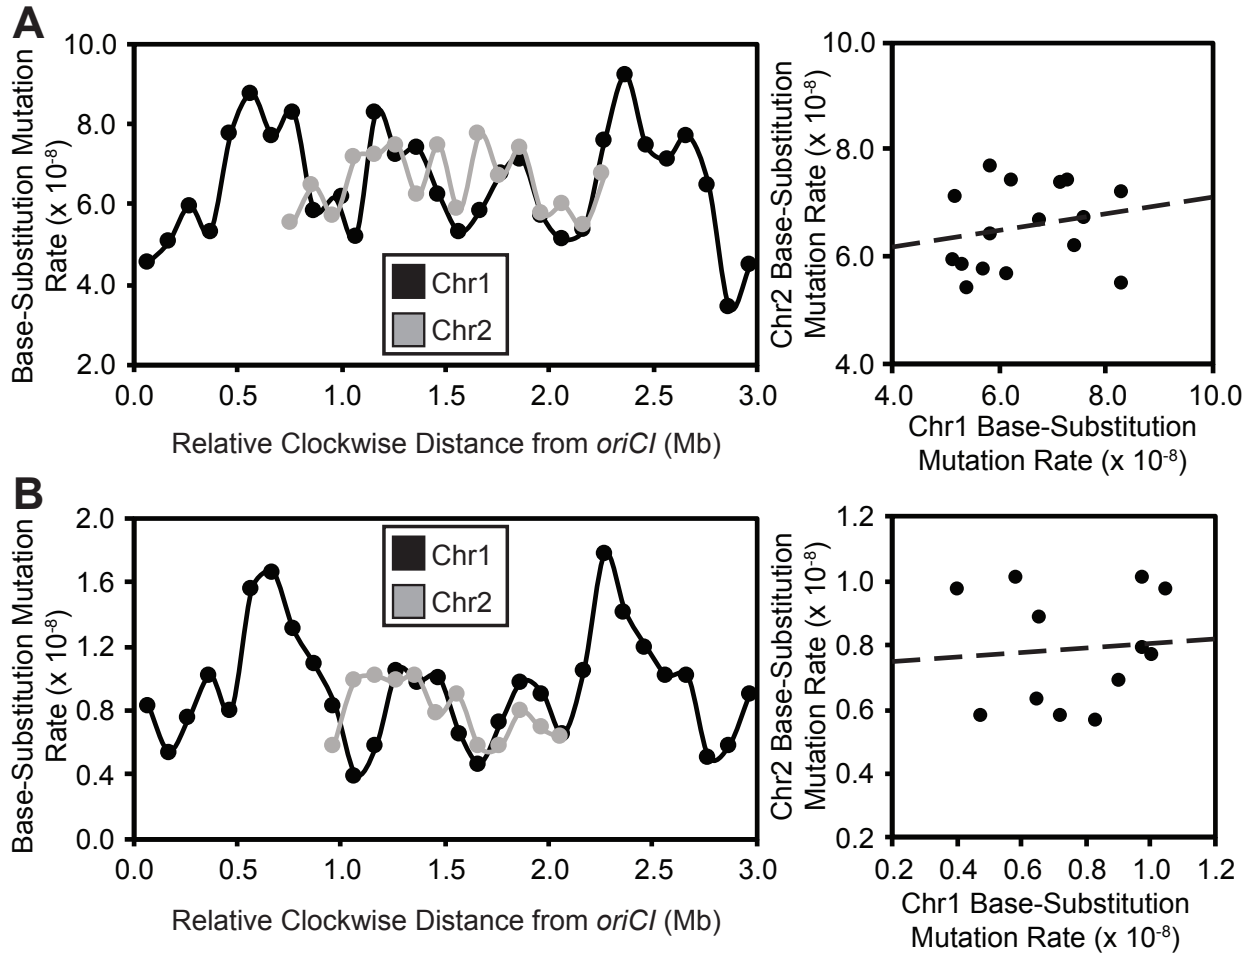 A
Base-Substitution Mutation
Rate (x 10⁻⁸)
10.0
8.0
6.0
4.0
2.0
0.0
0.5
1.0
1.5
2.0
2.5
3.0
Chr1
Chr2
Relative Clockwise Distance from oriCI (Mb)
Chr2 Base-Substitution
Mutation Rate (x 10⁻⁸)
10.0
8.0
6.0
4.0
4.0
6.0
8.0
10.0
Chr1 Base-Substitution
Mutation Rate (x 10⁻⁸)
B
Base-Substitution Mutation
Rate (x 10⁻⁸)
2.0
1.6
1.2
0.8
0.4
0.0
0.0
0.5
1.0
1.5
2.0
2.5
3.0
Chr1
Chr2
Relative Clockwise Distance from oriCI (Mb)
Chr2 Base-Substitution
Mutation Rate (x 10⁻⁸)
1.2
1.0
0.8
0.6
0.4
0.2
0.2
0.4
0.6
0.8
1.0
1.2
Chr1 Base-Substitution
Mutation Rate (x 10⁻⁸)